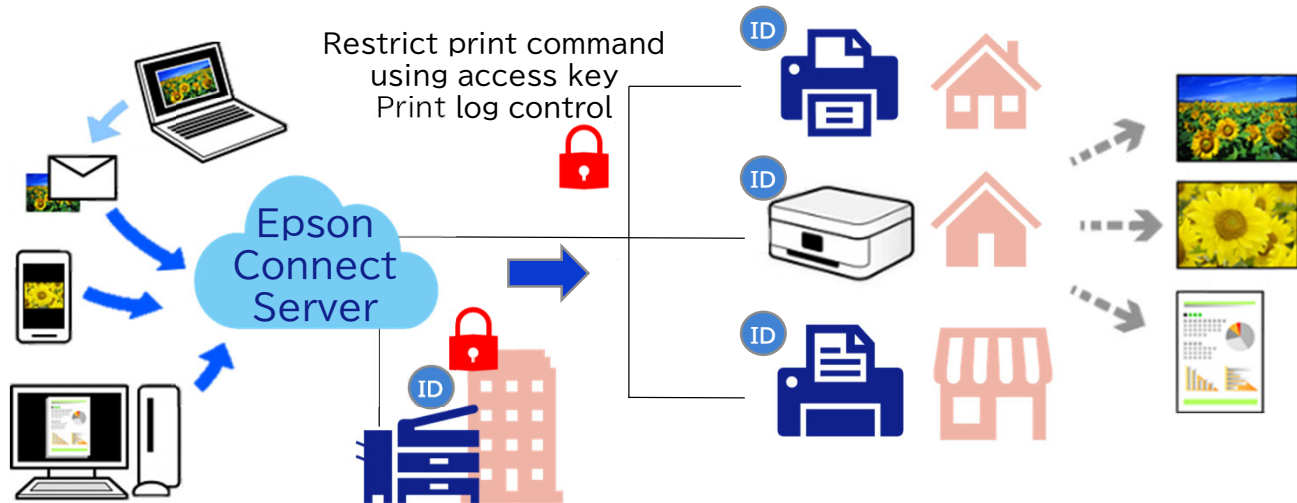 Restrict print command
using access key
Print log control
Epson
Connect
Server
ID
ID
ID
ID